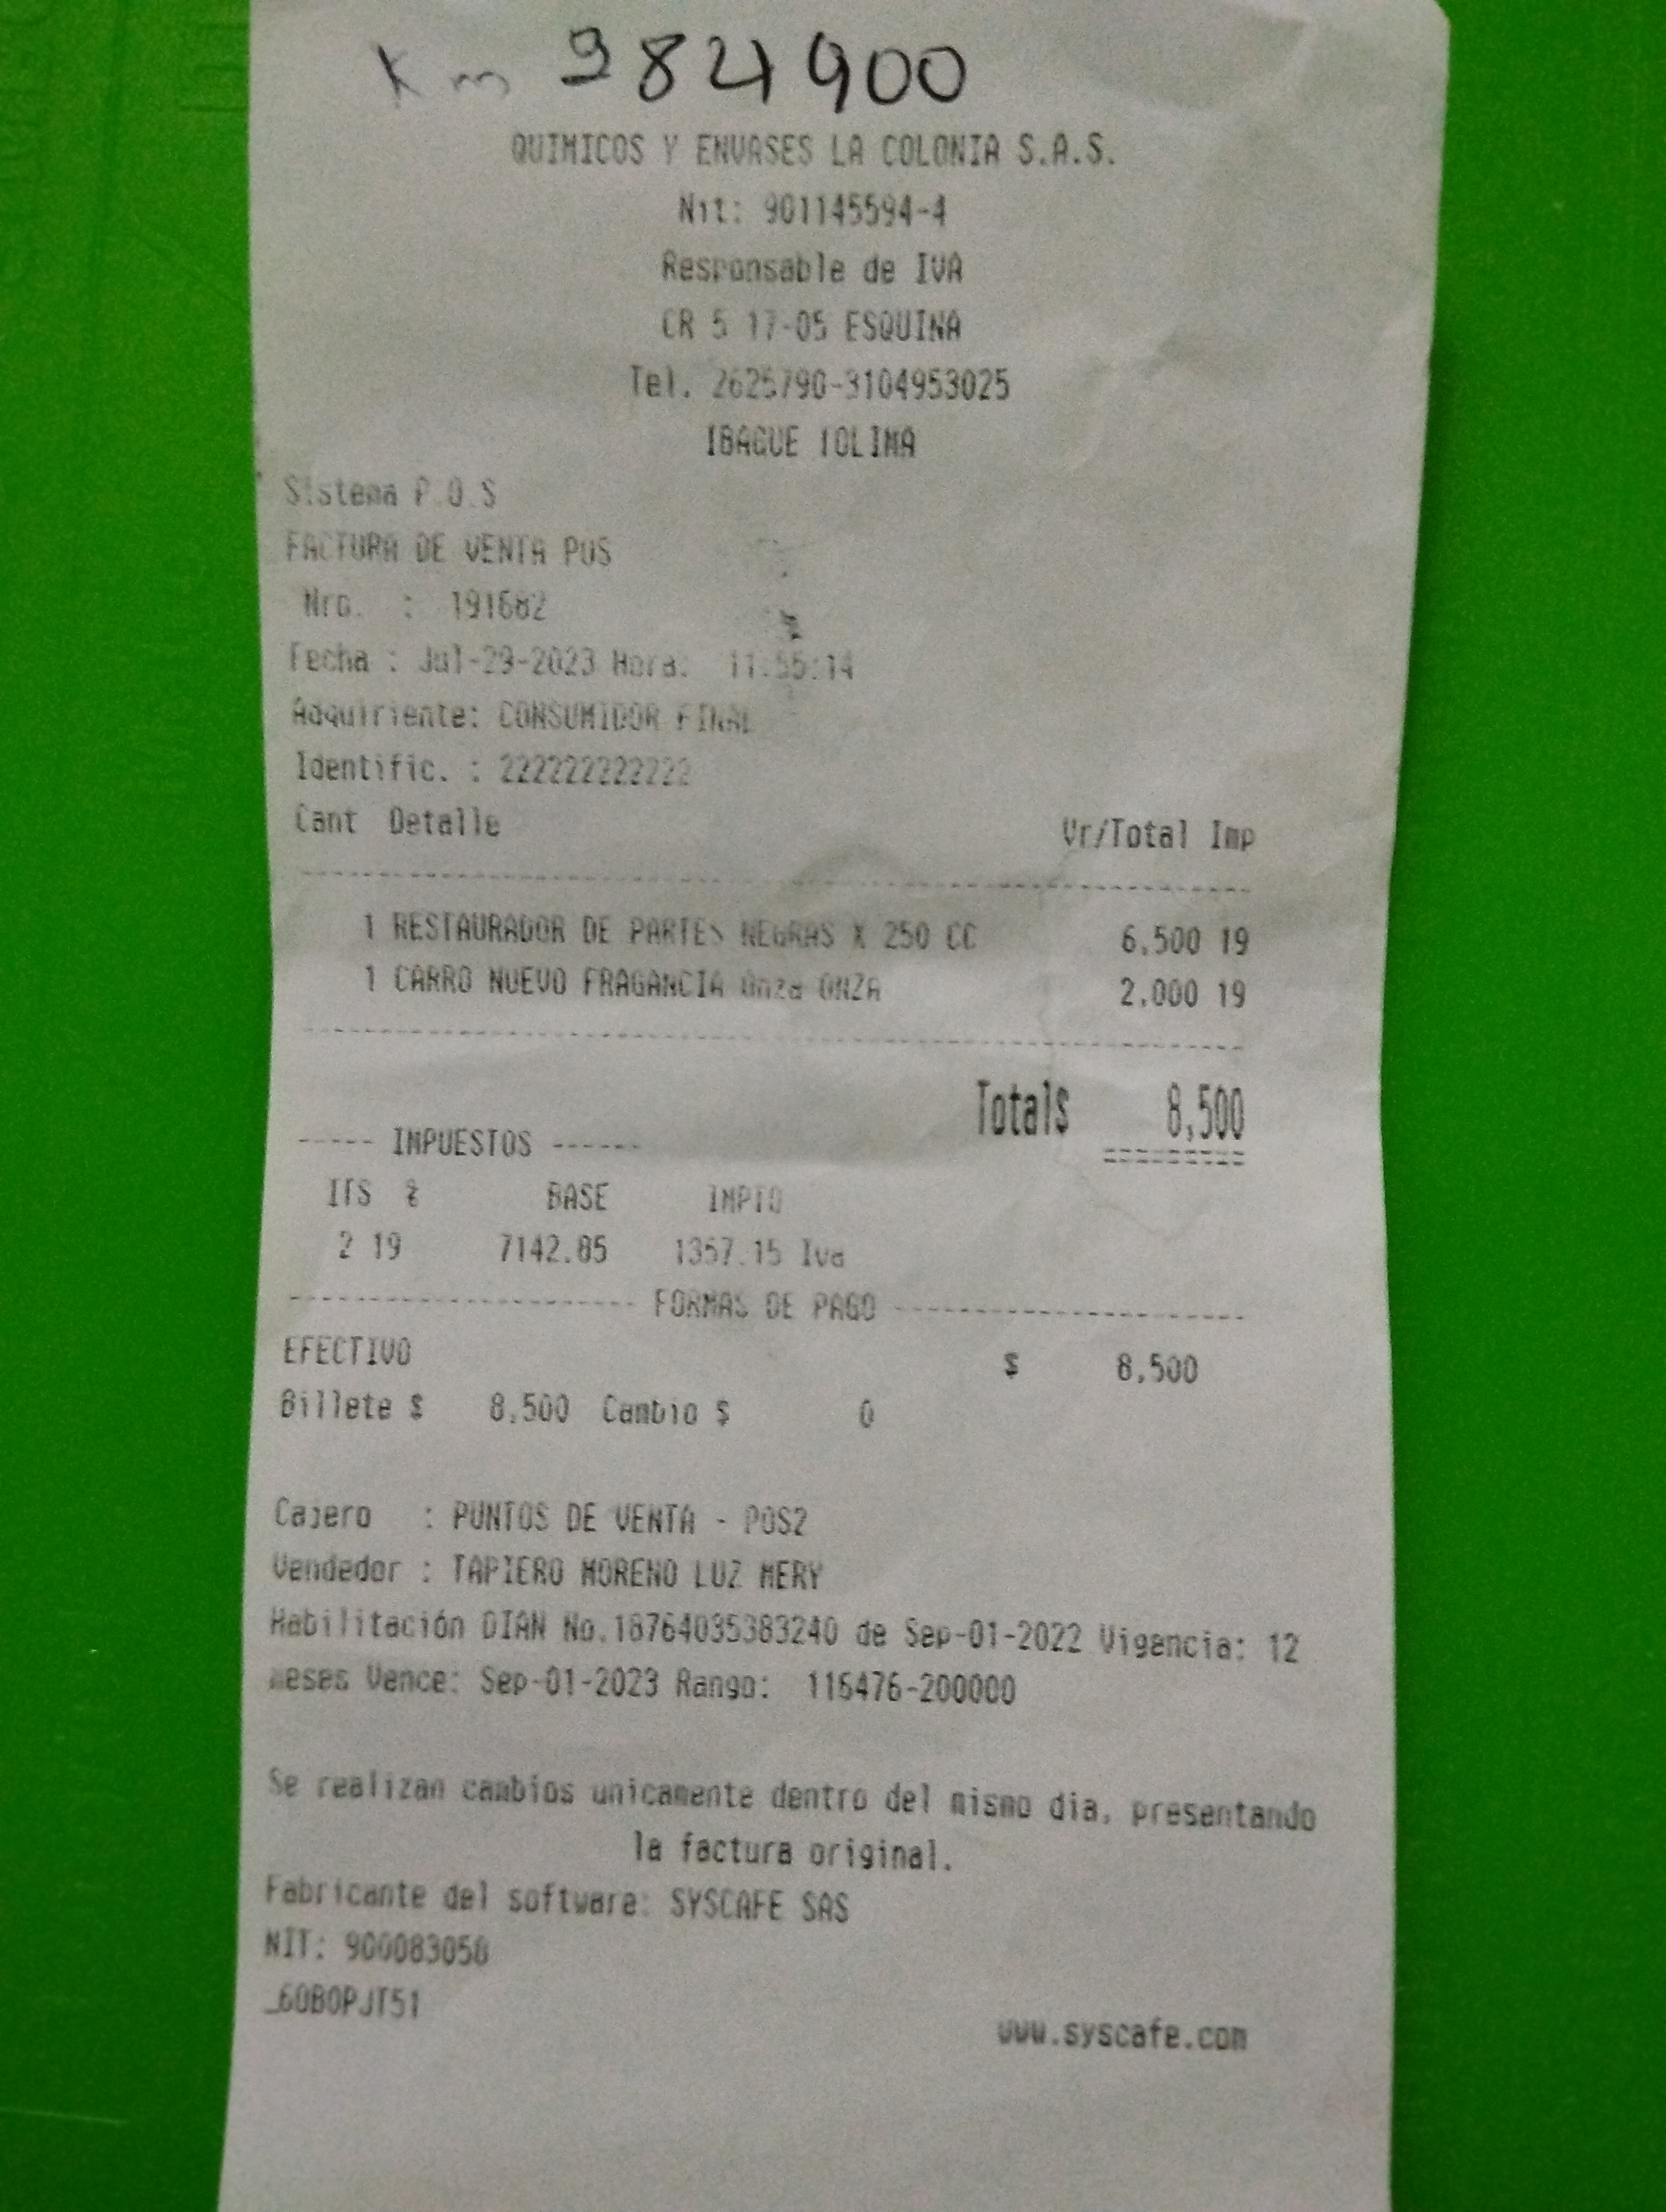 Km 984900
QUIMICOS Y ENVASES LA COLONIA S.A.S.
Nit: 901145594-4
Responsable de IVA
CR 5 17-05 ESQUINA
Tel. 2625790-3104953025
IBAGUE TOLIMA
Sistema P.O.S
FACTURA DE VENTA POS
Nro. : 191682
Fecha : Jul-29-2023 Hora: 11:55:14
Adquiriente: CONSUMIDOR FINAL
Identific. : 222222222222
Cant Detalle Vr/Total Imp
1 RESTAURADOR DE PARTES NEGRAS X 250 CC 6,500 19
1 CARRO NUEVO FRAGANCIA Onza ONZA 2,000 19
Total$ 8,500
----- IMPUESTOS ------
ITS % BASE IMPTO
2 19 7142.85 1357.15 Iva
---------------------- FORMAS DE PAGO ----------------------
EFECTIVO $ 8,500
Billete $ 8,500 Cambio $ 0
Cajero : PUNTOS DE VENTA - POS2
Vendedor : TAPIERO MORENO LUZ MERY
Habilitación DIAN No.18764035383240 de Sep-01-2022 Vigencia: 12
meses Vence: Sep-01-2023 Rango: 116476-200000
Se realizan cambios unicamente dentro del mismo dia, presentando
la factura original.
Fabricante del software: SYSCAFE SAS
NIT: 900083058
_60B0PJT51
www.syscafe.com